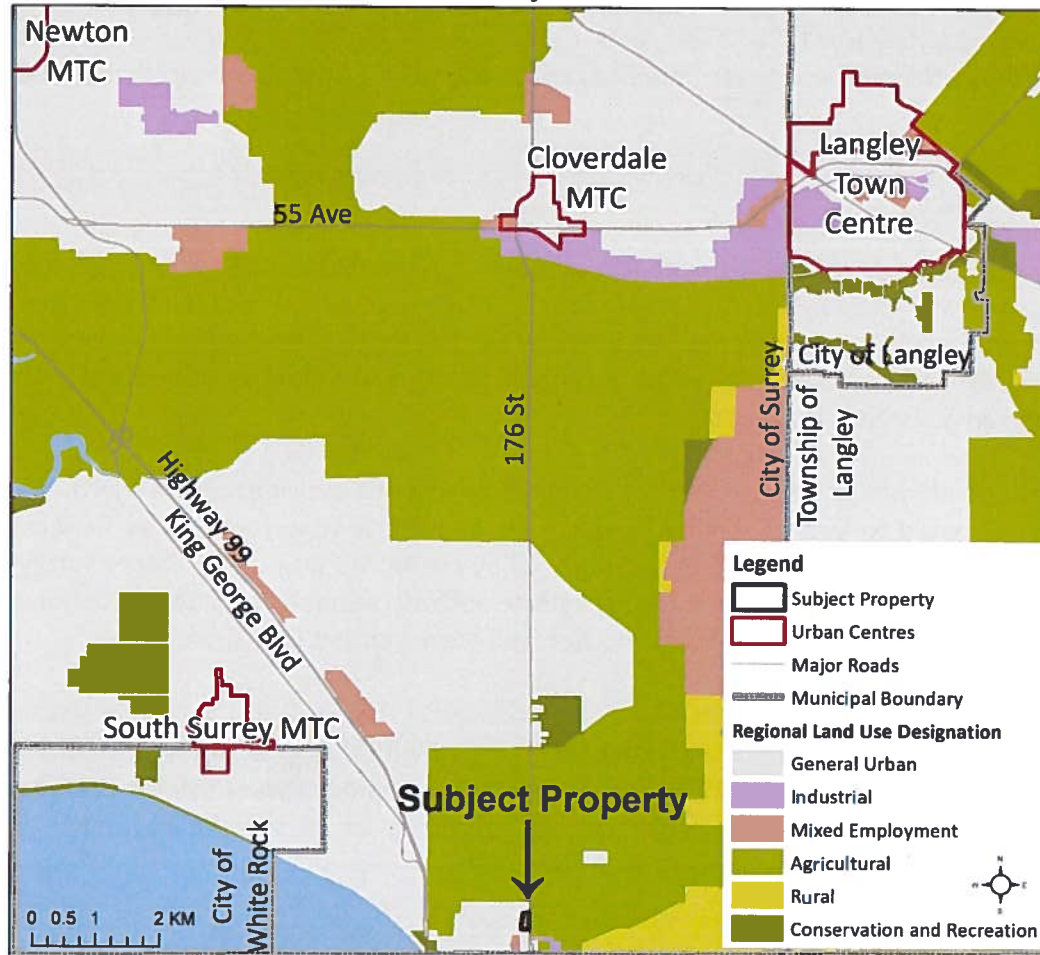 Newton
MTC
Cloverdale
MTC
Langley
Town
Centre
55 Ave
City of Langley
City of Surrey
Township of
Langley
176 St
Highway 99
King George Blvd
South Surrey MTC
Subject Property
City of
White Rock
0 0.5 1 2 KM
Legend
Subject Property
Urban Centres
Major Roads
Municipal Boundary
Regional Land Use Designation
General Urban
Industrial
Mixed Employment
Agricultural
Rural
Conservation and Recreation
N
W
E
S